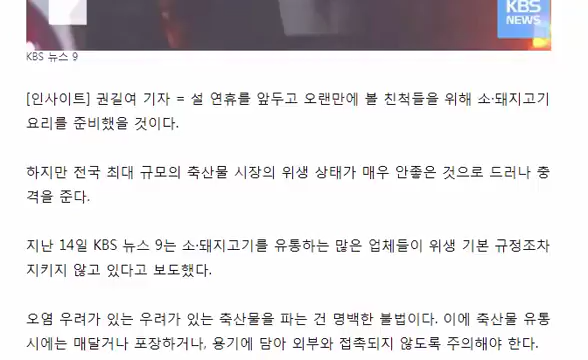 KBS
NEWS
KBS 뉴스 9
[인사이트] 권길여 기자 = 설 연휴를 앞두고 오랜만에 볼 친척들을 위해 소·돼지고기
요리를 준비했을 것이다.
하지만 전국 최대 규모의 축산물 시장의 위생 상태가 매우 안좋은 것으로 드러나 충
격을 준다.
지난 14일 KBS 뉴스 9는 소·돼지고기를 유통하는 많은 업체들이 위생 기본 규정조차
지키지 않고 있다고 보도했다.
오염 우려가 있는 우려가 있는 축산물을 파는 건 명백한 불법이다. 이에 축산물 유통
시에는 매달거나 포장하거나, 용기에 담아 외부와 접촉되지 않도록 주의해야 한다.